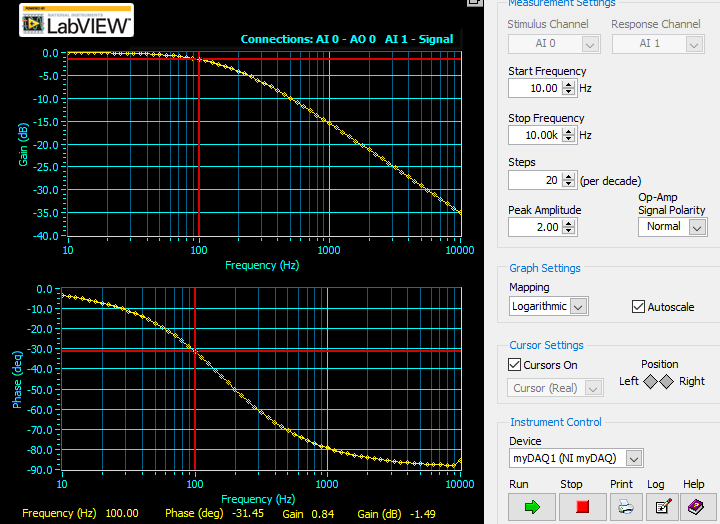 POWERED BY NATIONAL INSTRUMENTS
LabVIEW™
Connections: AI 0 - AO 0 AI 1 - Signal
0.0
-5.0
-10.0
-15.0
-20.0
-25.0
-30.0
-35.0
-40.0
Gain (dB)
10 100 1000 10000
Frequency (Hz)
0.0
-10.0
-20.0
-30.0
-40.0
-50.0
-60.0
-70.0
-80.0
-90.0
Phase (deg)
10 100 1000 10000
Frequency (Hz)
Frequency (Hz) 100.00 Phase (deg) -31.45 Gain 0.84 Gain (dB) -1.49
Measurement Settings
Stimulus Channel Response Channel
AI 0 AI 1
Start Frequency
10.00 Hz
Stop Frequency
10.00k Hz
Steps
20 (per decade)
Peak Amplitude
2.00
Op-Amp
Signal Polarity
Normal
Graph Settings
Mapping
Logarithmic Autoscale
Cursor Settings
Cursors On Position
Cursor (Real) Left Right
Instrument Control
Device
myDAQ1 (NI myDAQ)
Run Stop Print Log Help